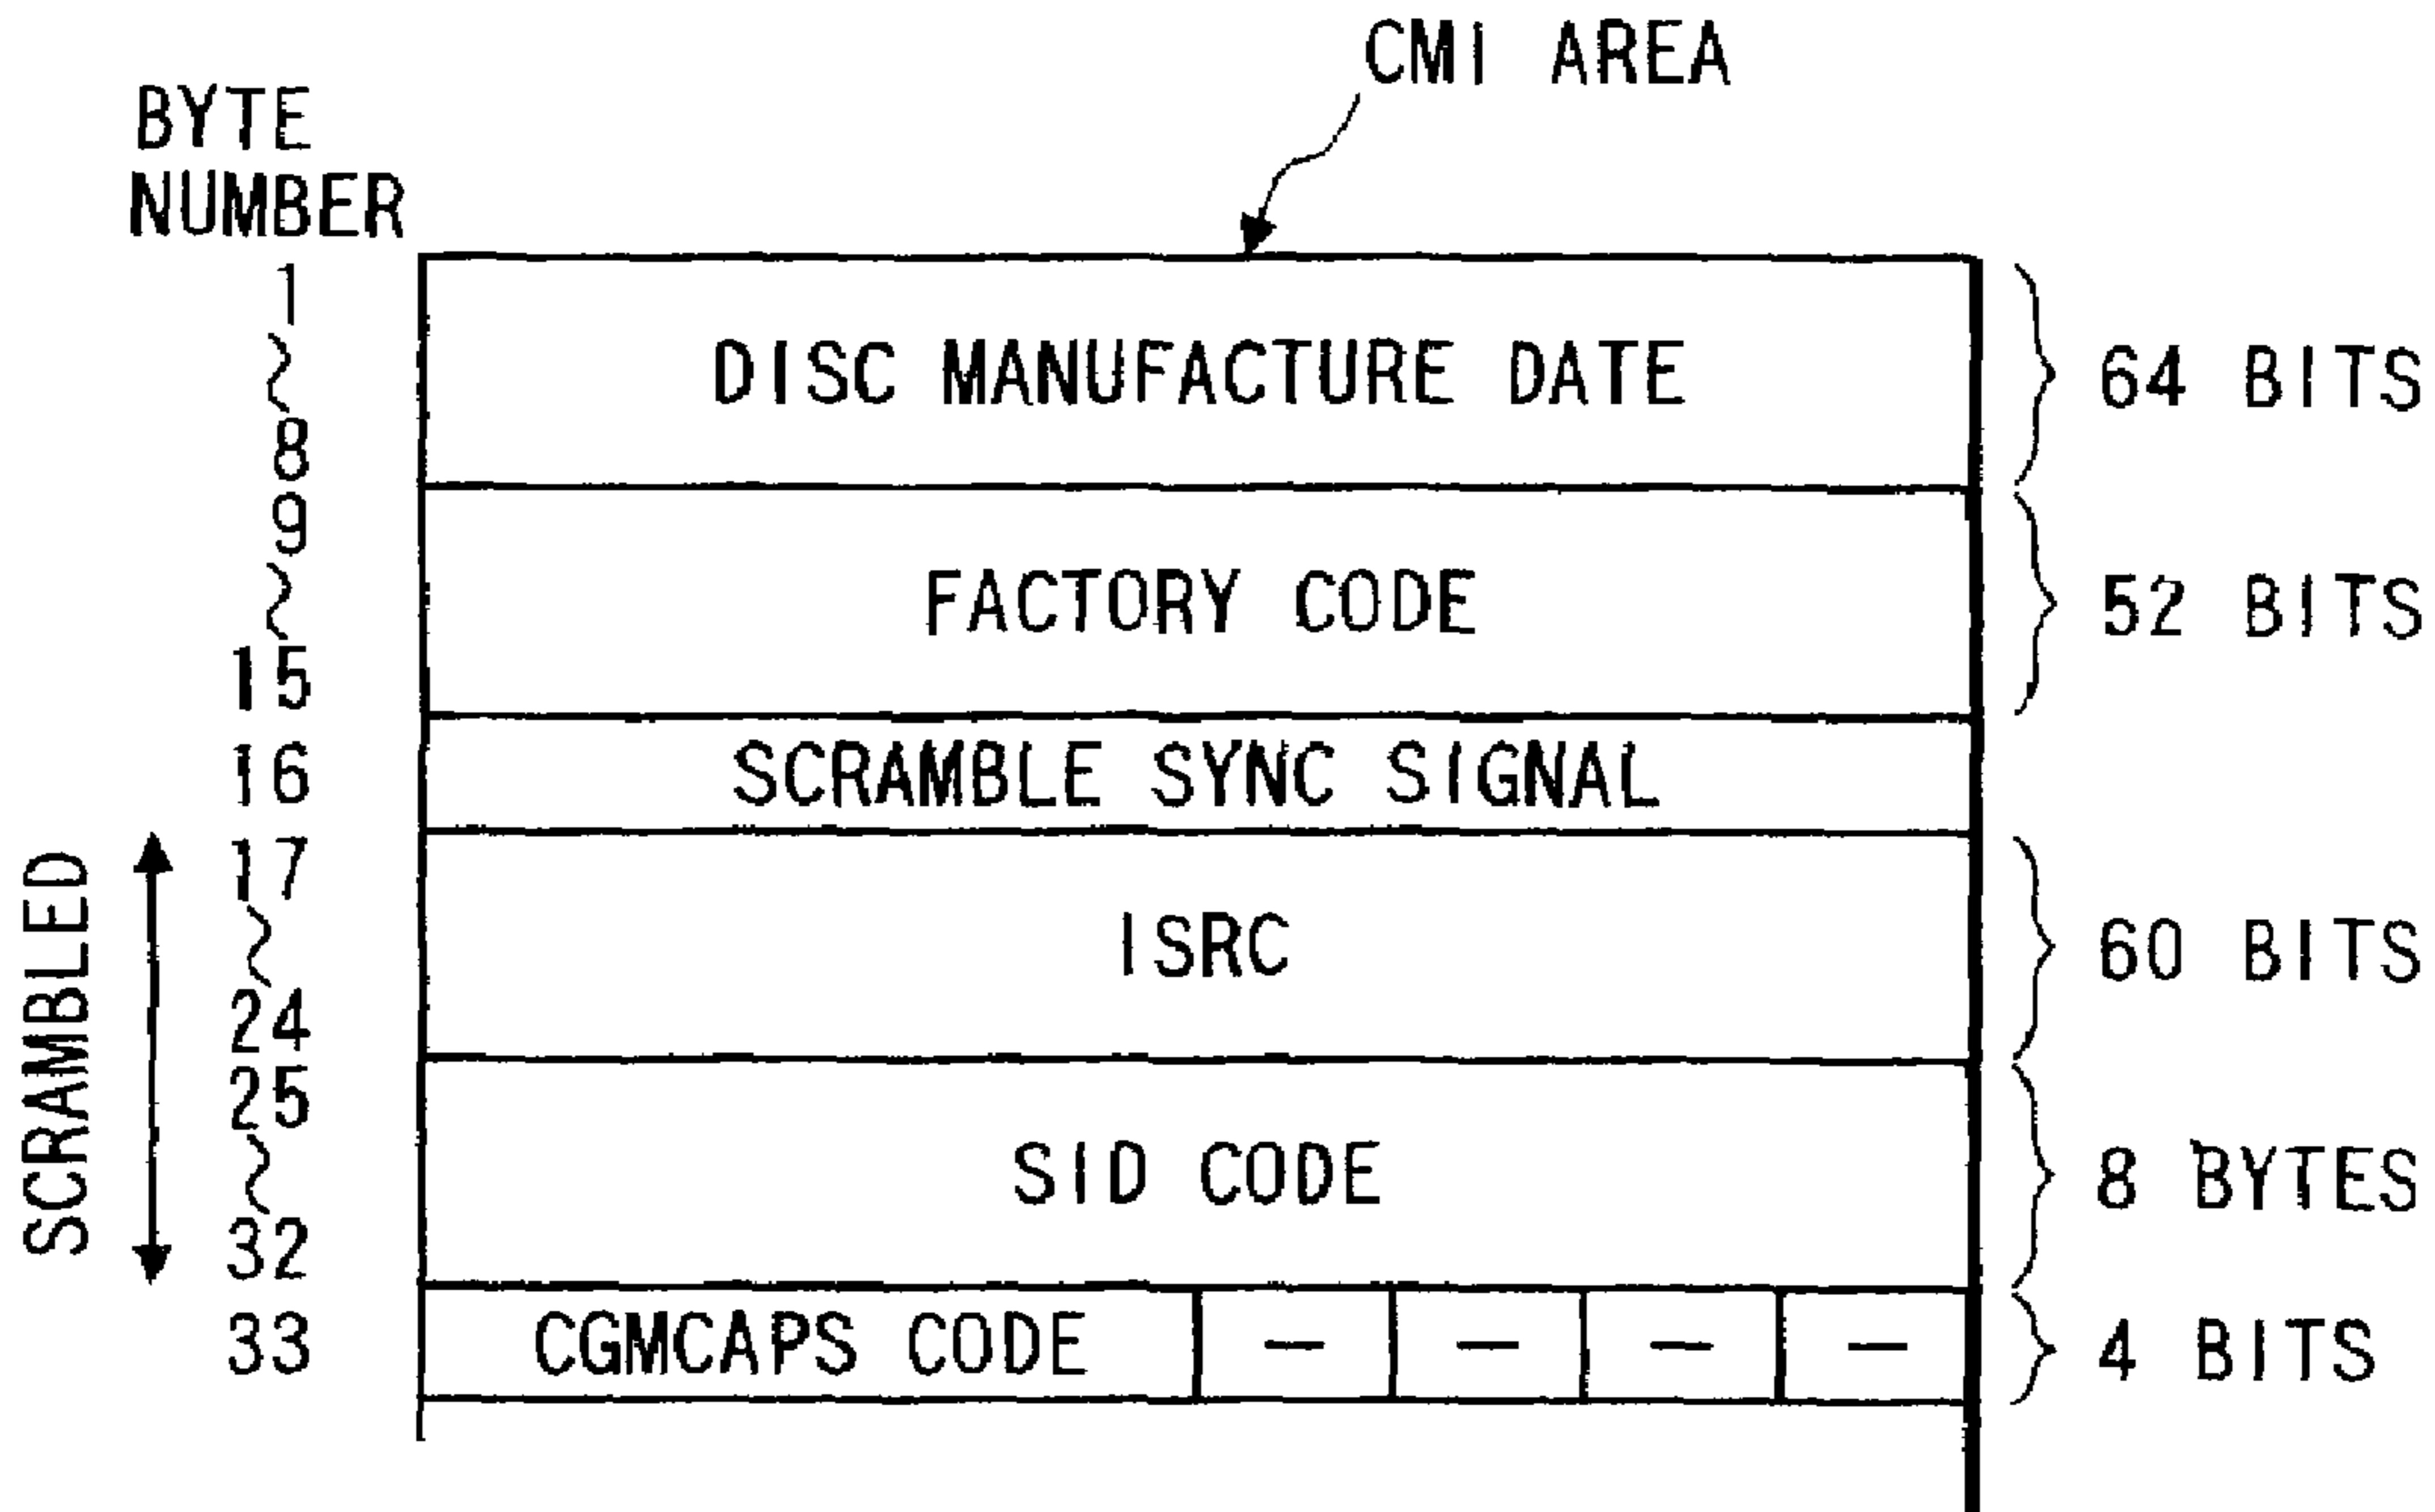 CMI AREA
BYTE
NUMBER
1
8
DISC MANUFACTURE DATE
64 BITS
9
15
FACTORY CODE
52 BITS
16
SCRAMBLE SYNC SIGNAL
SCRAMBLED
17
24
ISRC
60 BITS
25
32
SID CODE
8 BYTES
33
CGMCAPS CODE - - - -
4 BITS